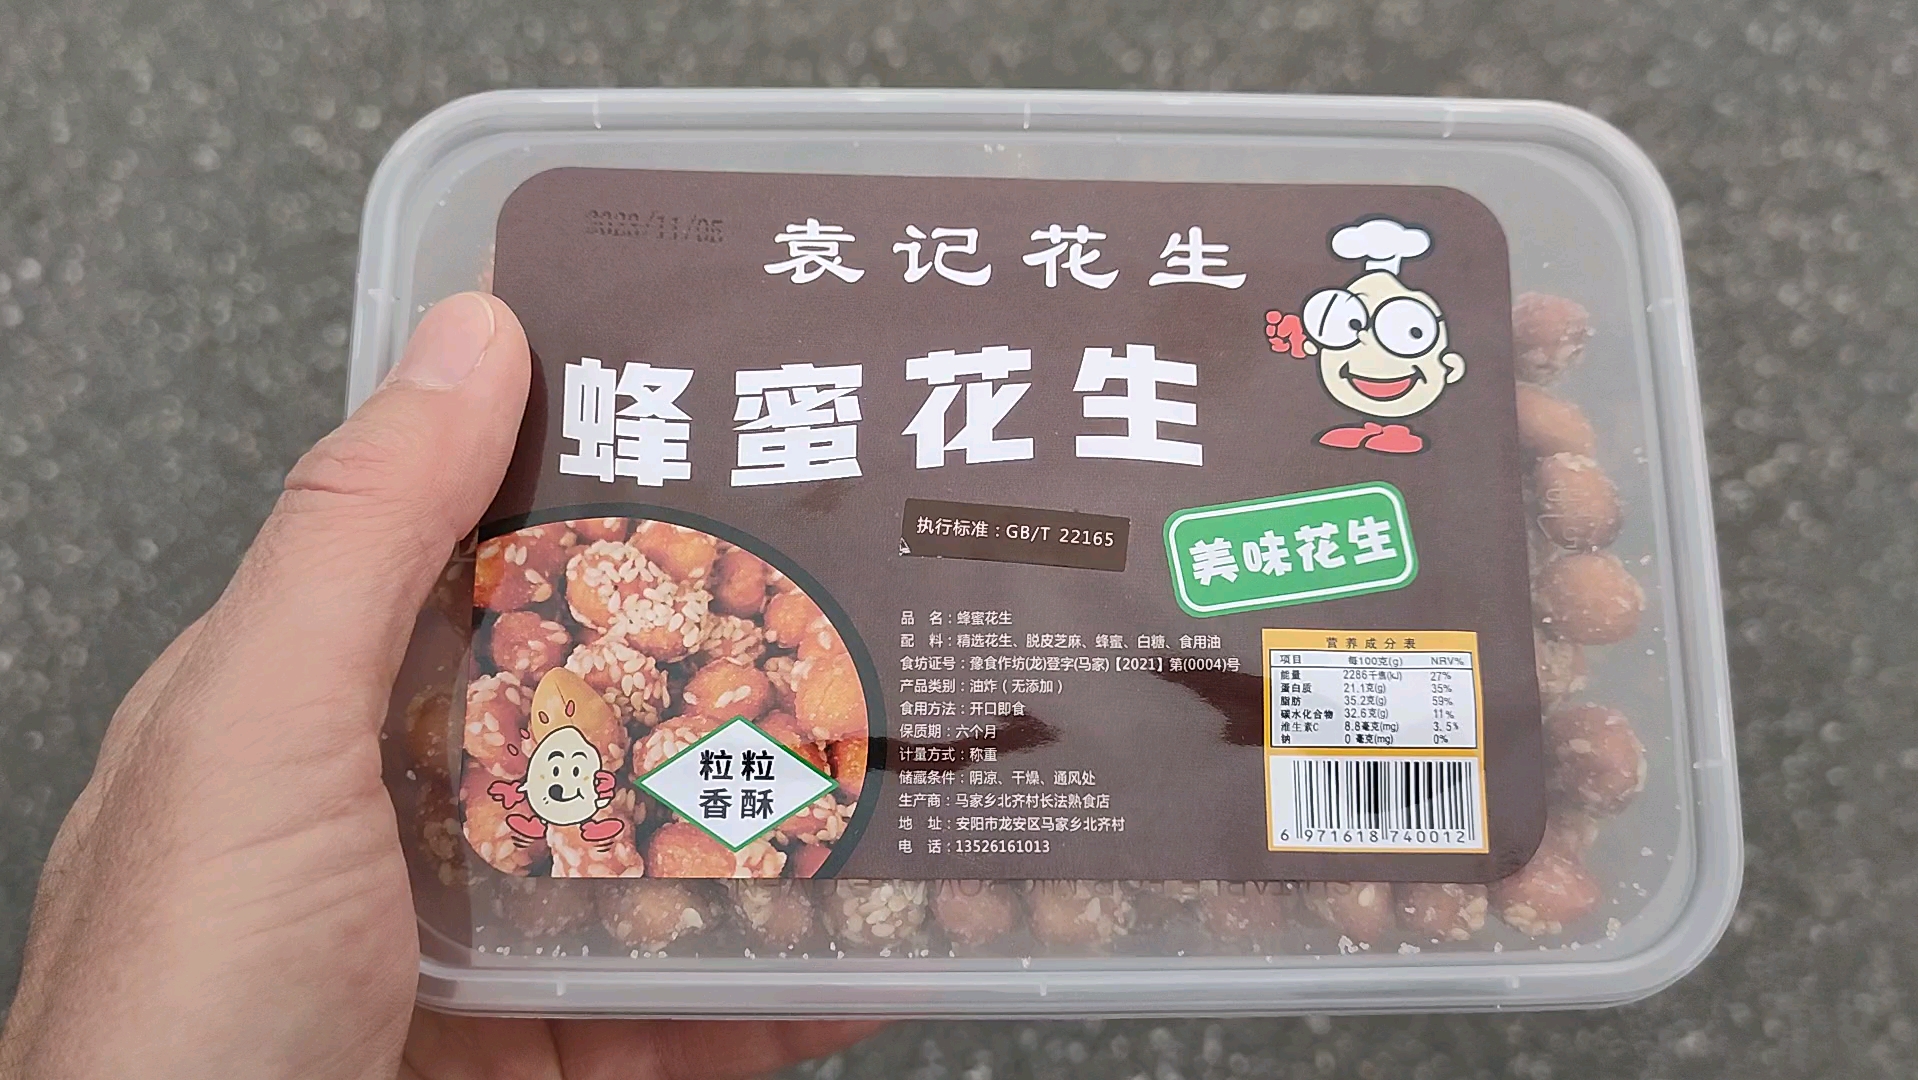 袁记花生
蜂蜜花生
执行标准：GB/T 22165
美味花生
粒粒
香酥
品　名：蜂蜜花生
配　料：精选花生、脱皮芝麻、蜂蜜、白糖、食用油
食坊证号：豫食作坊(龙)登字(马家)【2021】第(0004)号
产品类别：油炸（无添加）
食用方法：开口即食
保质期：六个月
计量方式：称重
储藏条件：阴凉、干燥、通风处
生产商：马家乡北齐村长法熟食店
地　址：安阳市龙安区马家乡北齐村
电　话：13526161013
营养成分表
项目 每100克(g) NRV%
能量 2286千焦(kJ) 27%
蛋白质 21.1克(g) 35%
脂肪 35.2克(g) 59%
碳水化合物 32.6克(g) 11%
维生素C 8.8毫克(mg) 3.5%
钠 0 毫克(mg) 0%
6 971618 740012